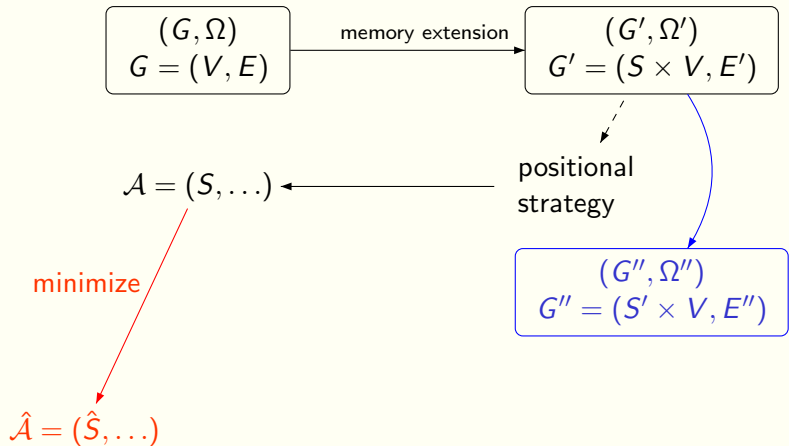 (G, Ω)
G = (V, E)
memory extension
(G′, Ω′)
G′ = (S × V, E′)
positional
strategy
𝒜 = (S, …)
minimize
(G″, Ω″)
G″ = (S′ × V, E″)
𝒜̂ = (Ŝ, …)